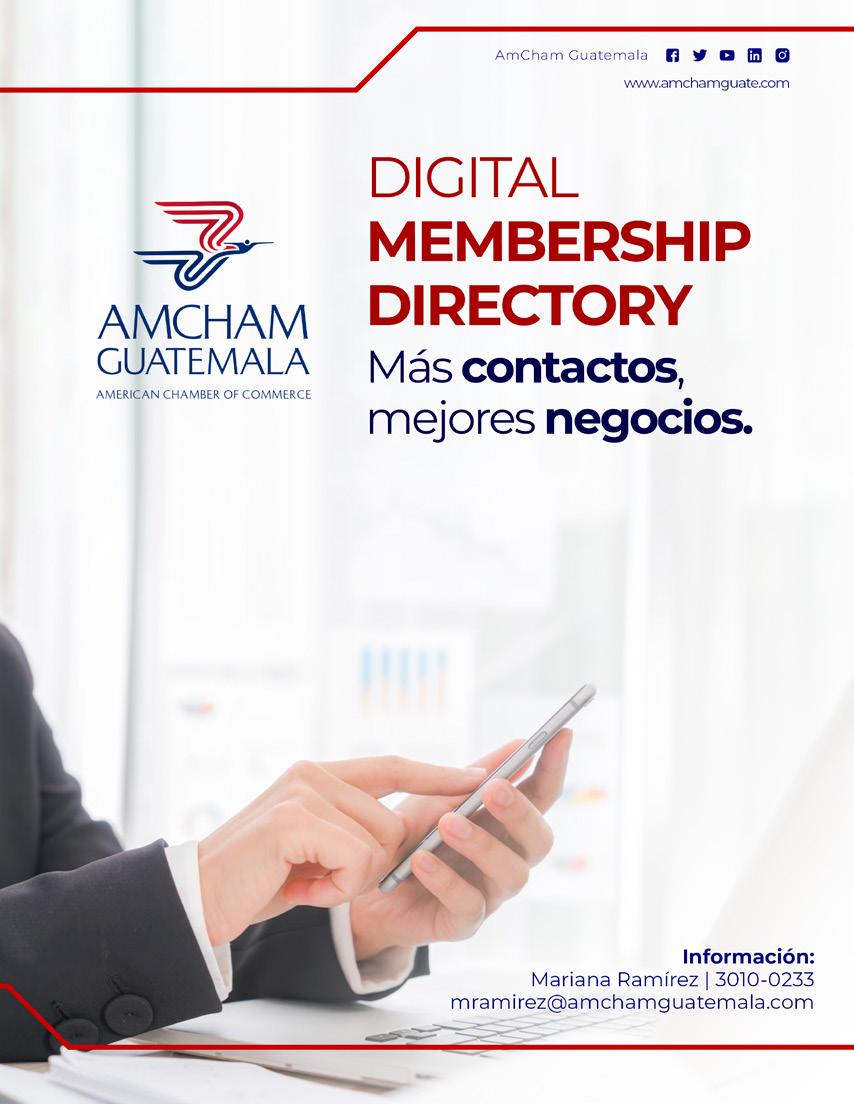 AmCham Guatemala
www.amchamguate.com
DIGITAL
MEMBERSHIP
DIRECTORY
Más contactos,
mejores negocios.
AMCHAM
GUATEMALA
AMERICAN CHAMBER OF COMMERCE
Información:
Mariana Ramírez | 3010-0233
mramirez@amchamguatemala.com